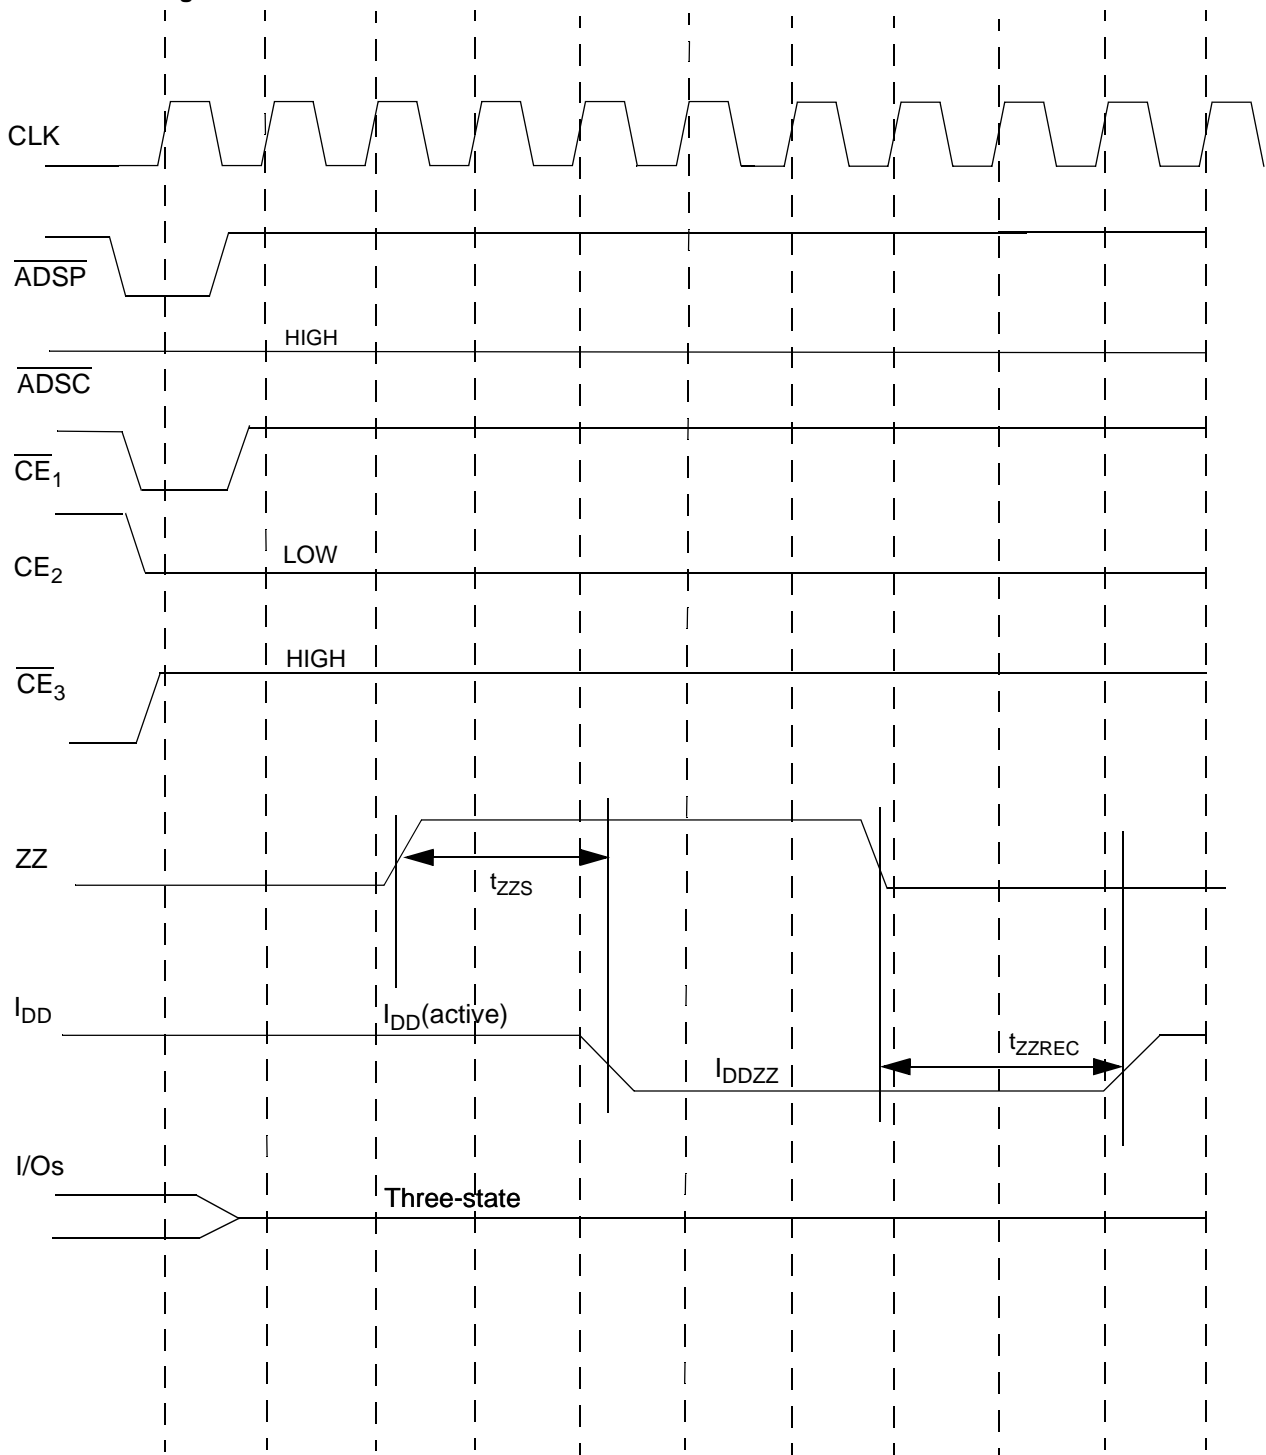 CLK
ADSP
HIGH
ADSC
CE1
LOW
CE2
HIGH
CE3
ZZ
tZZS
IDD
IDD(active)
tZZREC
IDDZZ
I/Os
Three-state